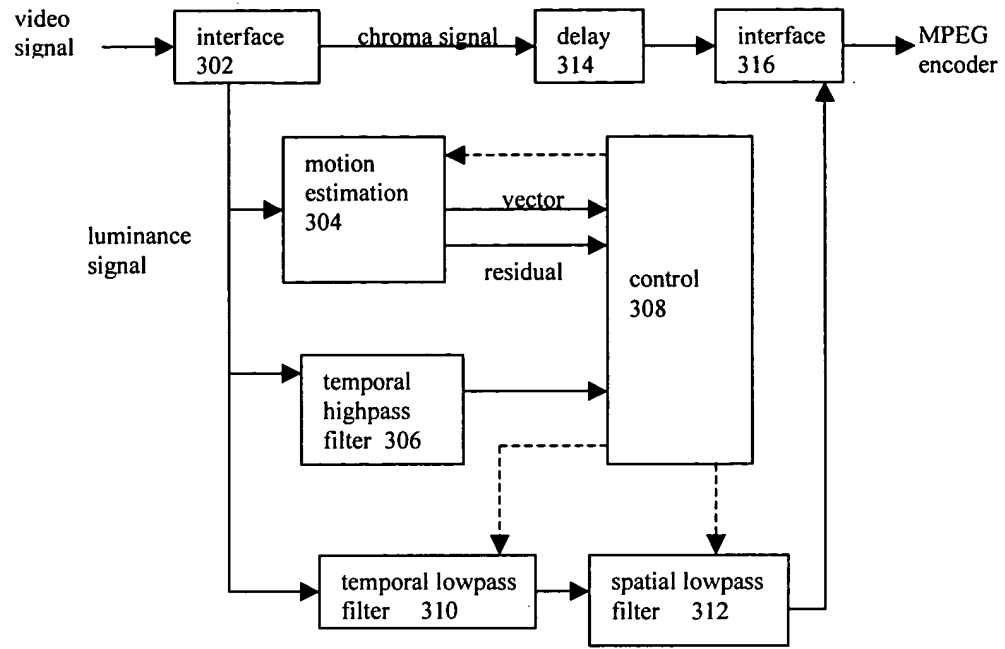 video
signal
interface
302
chroma signal
delay
314
interface
316
MPEG
encoder
motion
estimation
304
vector
residual
luminance
signal
control
308
temporal
highpass
filter 306
temporal lowpass
filter 310
spatial lowpass
filter 312